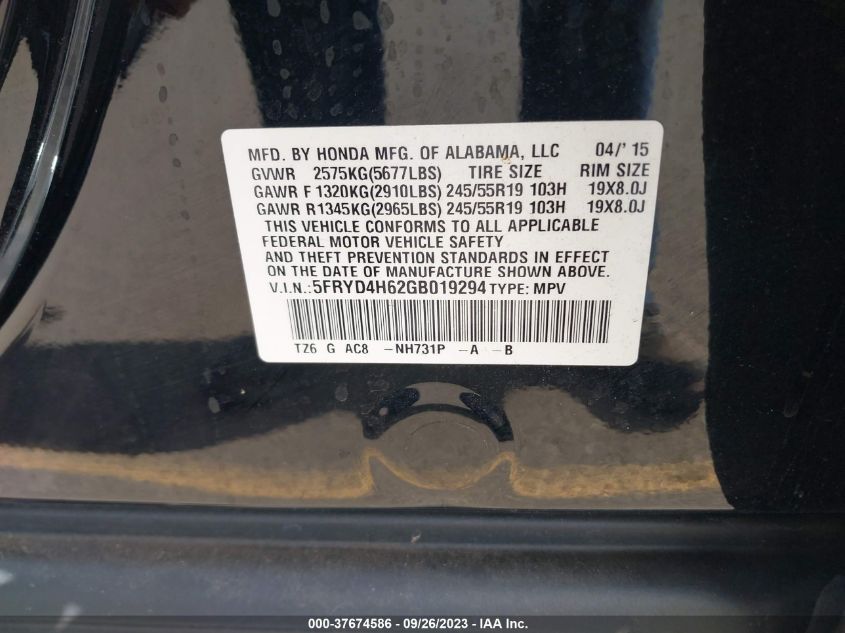 MFD. BY HONDA MFG. OF ALABAMA, LLC 04/' 15
GVWR 2575KG(5677LBS) TIRE SIZE RIM SIZE
GAWR F 1320KG(2910LBS) 245/55R19 103H 19X8.0J
GAWR R1345KG(2965LBS) 245/55R19 103H 19X8.0J
THIS VEHICLE CONFORMS TO ALL APPLICABLE
FEDERAL MOTOR VEHICLE SAFETY
AND THEFT PREVENTION STANDARDS IN EFFECT
ON THE DATE OF MANUFACTURE SHOWN ABOVE.
V.I.N.:5FRYD4H62GB019294 TYPE: MPV
TZ6 G AC8 -NH731P -A -B
000-37674586 - 09/26/2023 - IAA Inc.